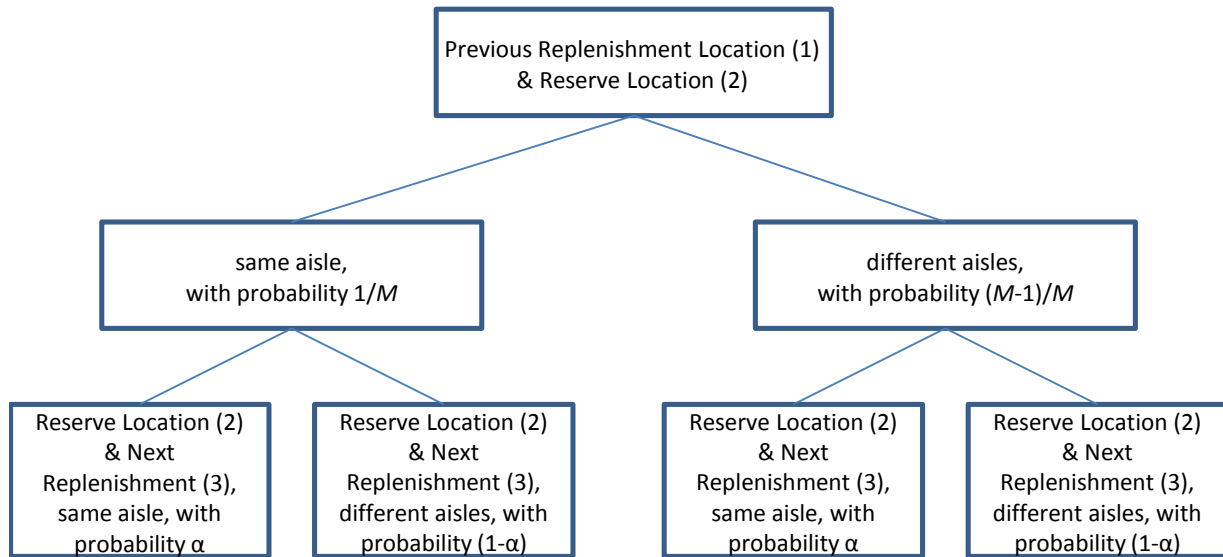 Previous Replenishment Location (1)
& Reserve Location (2)
same aisle,
with probability 1/M
different aisles,
with probability (M-1)/M
Reserve Location (2)
& Next
Replenishment (3),
same aisle, with
probability α
Reserve Location (2)
& Next
Replenishment (3),
different aisles, with
probability (1-α)
Reserve Location (2)
& Next
Replenishment (3),
same aisle, with
probability α
Reserve Location (2)
& Next
Replenishment (3),
different aisles, with
probability (1-α)